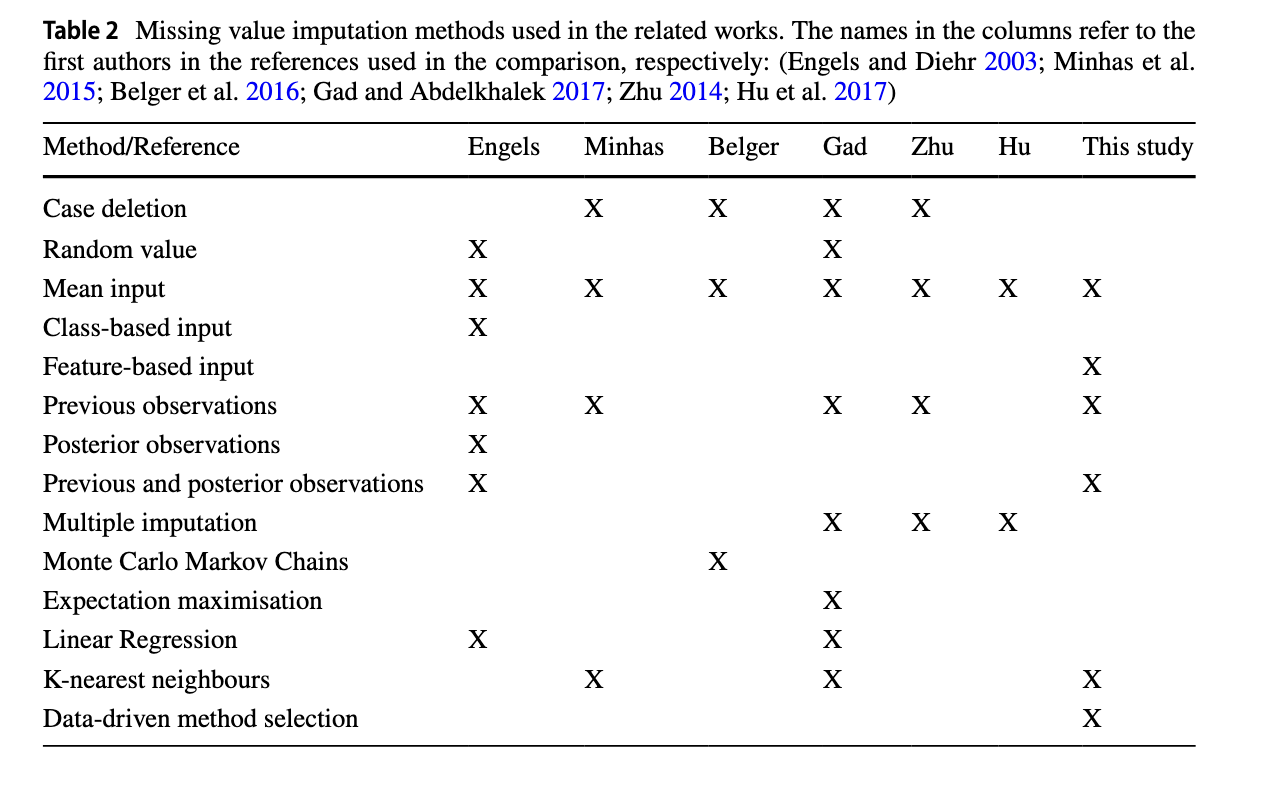 Table 2 Missing value imputation methods used in the related works. The names in the columns refer to the
first authors in the references used in the comparison, respectively: (Engels and Diehr 2003; Minhas et al.
2015; Belger et al. 2016; Gad and Abdelkhalek 2017; Zhu 2014; Hu et al. 2017)
Method/Reference Engels Minhas Belger Gad Zhu Hu This study
Case deletion X X X X
Random value X X
Mean input X X X X X X X
Class-based input X
Feature-based input X
Previous observations X X X X X
Posterior observations X
Previous and posterior observations X X
Multiple imputation X X X
Monte Carlo Markov Chains X
Expectation maximisation X
Linear Regression X X
K-nearest neighbours X X X
Data-driven method selection X